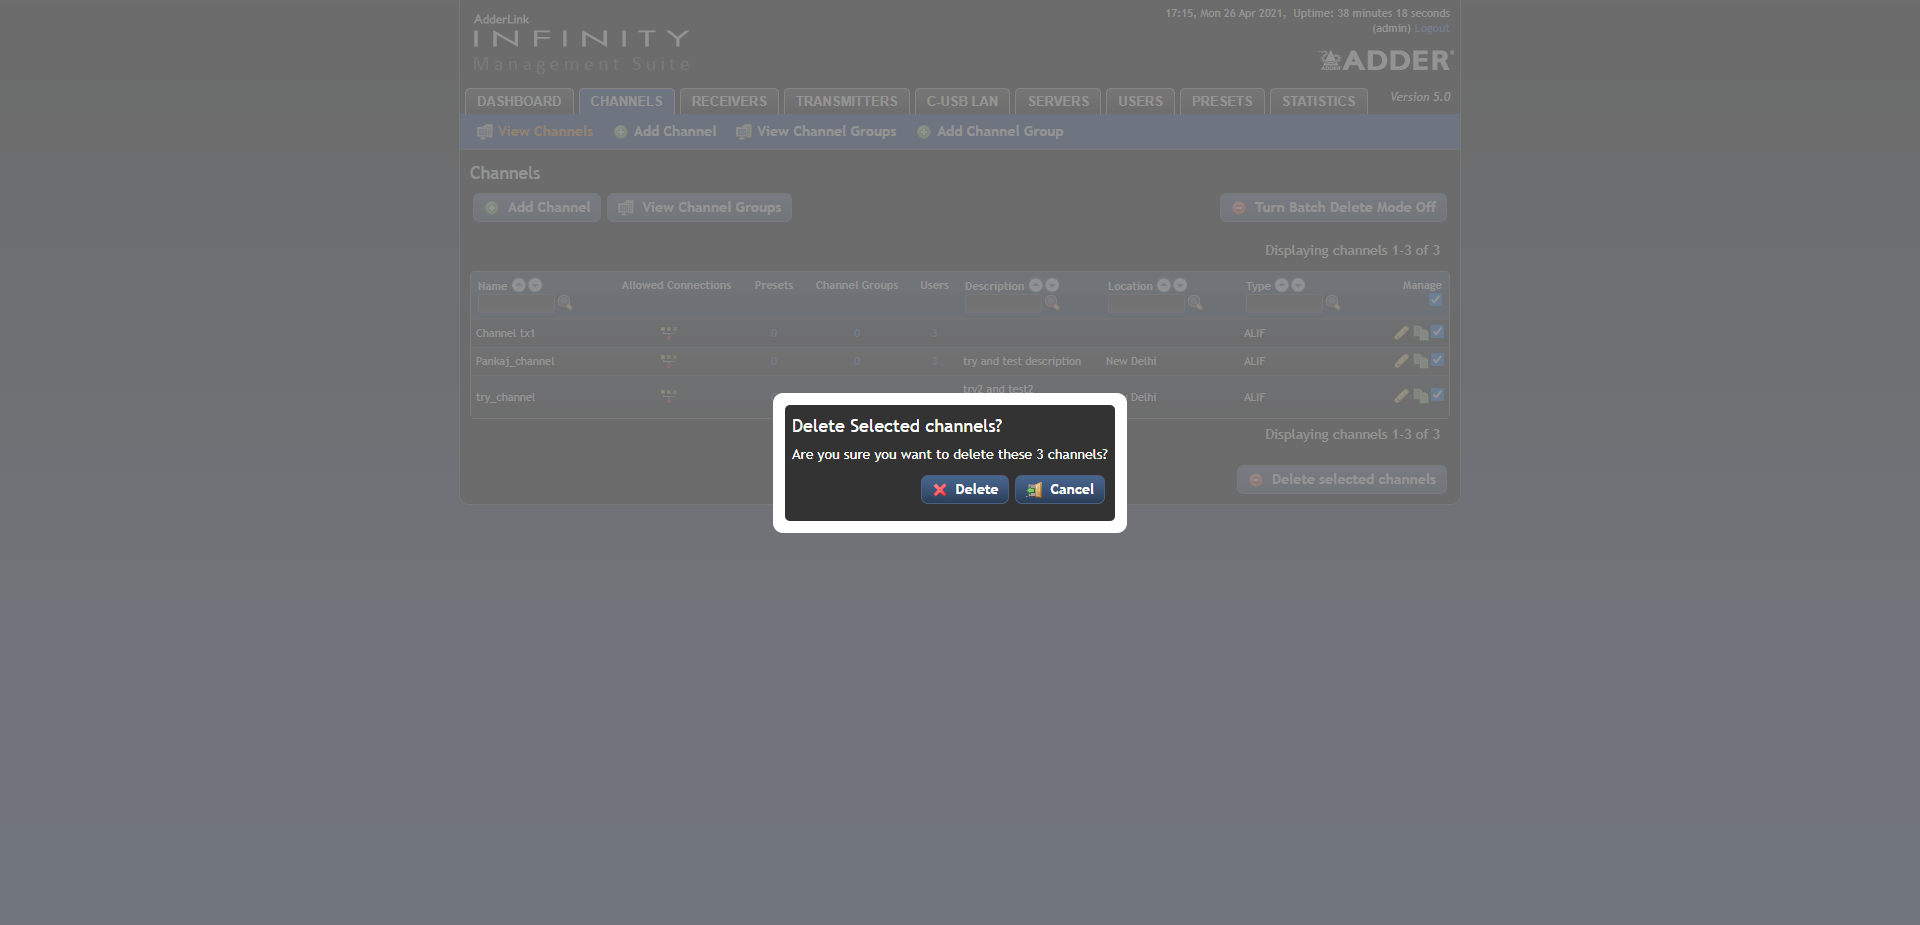 AdderLink
INFINITY
Management Suite
17:15, Mon 26 Apr 2021, Uptime: 38 minutes 18 seconds
(admin) Logout
ADDER
DASHBOARD CHANNELS RECEIVERS TRANSMITTERS C-USB LAN SERVERS USERS PRESETS STATISTICS Version 5.0
View Channels Add Channel View Channel Groups Add Channel Group
Channels
Add Channel View Channel Groups Turn Batch Delete Mode Off
Displaying channels 1-3 of 3
Name Allowed Connections Presets Channel Groups Users Description Location Type Manage
Channel tx1 0 0 3 ALIF
Pankaj_channel 0 0 3 try and test description New Delhi ALIF
try2 and test2
try_channel Delhi ALIF
Displaying channels 1-3 of 3
Delete selected channels
Delete Selected channels?
Are you sure you want to delete these 3 channels?
Delete Cancel